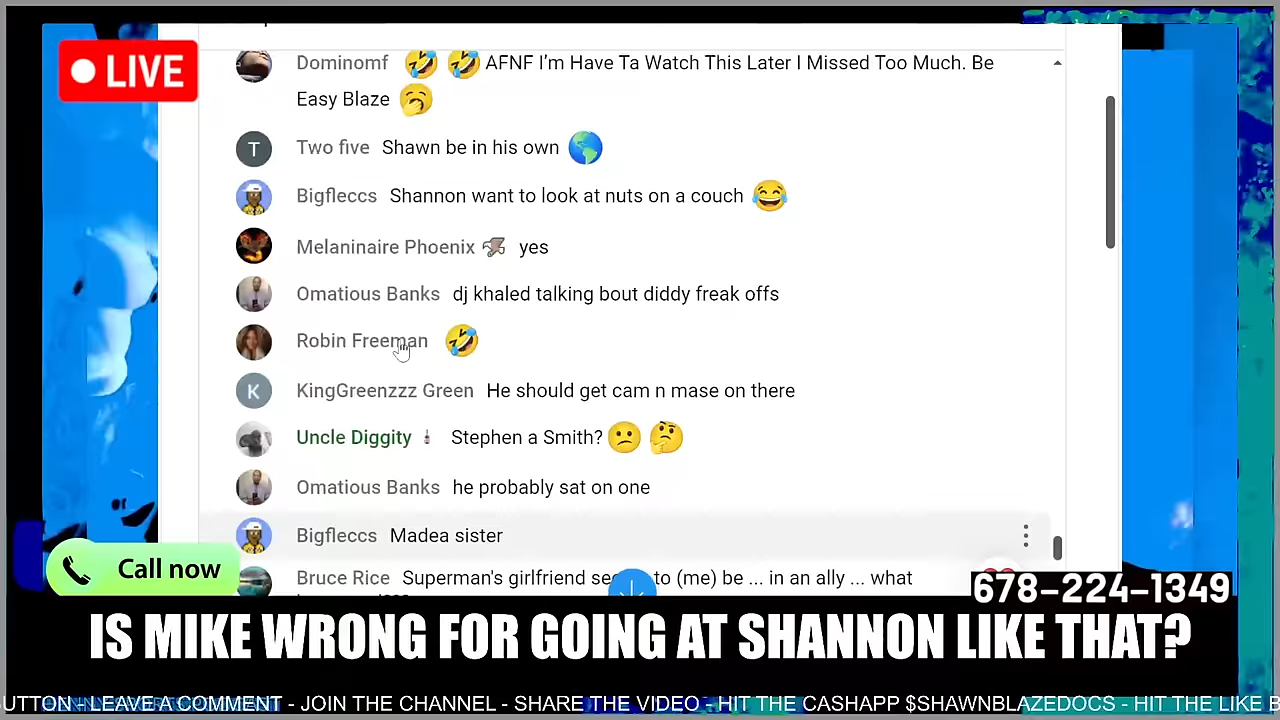 LIVE
Dominomf 🤣 🤣 AFNF I'm Have Ta Watch This Later I Missed Too Much. Be
Easy Blaze 🥱
T Two five Shawn be in his own 🌎
Bigfleccs Shannon want to look at nuts on a couch 😂
Melaninaire Phoenix yes
Omatious Banks dj khaled talking bout diddy freak offs
Robin Freeman 🤣
K KingGreenzzz Green He should get cam n mase on there
Uncle Diggity Stephen a Smith? 😕 🤔
Omatious Banks he probably sat on one
Bigfleccs Madea sister
Bruce Rice Superman's girlfriend to (me) be ... in an ally ... what
Call now
678-224-1349
IS MIKE WRONG FOR GOING AT SHANNON LIKE THAT?
UTTON - LEAVE A COMMENT - JOIN THE CHANNEL - SHARE THE VIDEO - HIT THE CASHAPP $SHAWNBLAZEDOCS - HIT THE LIKE B